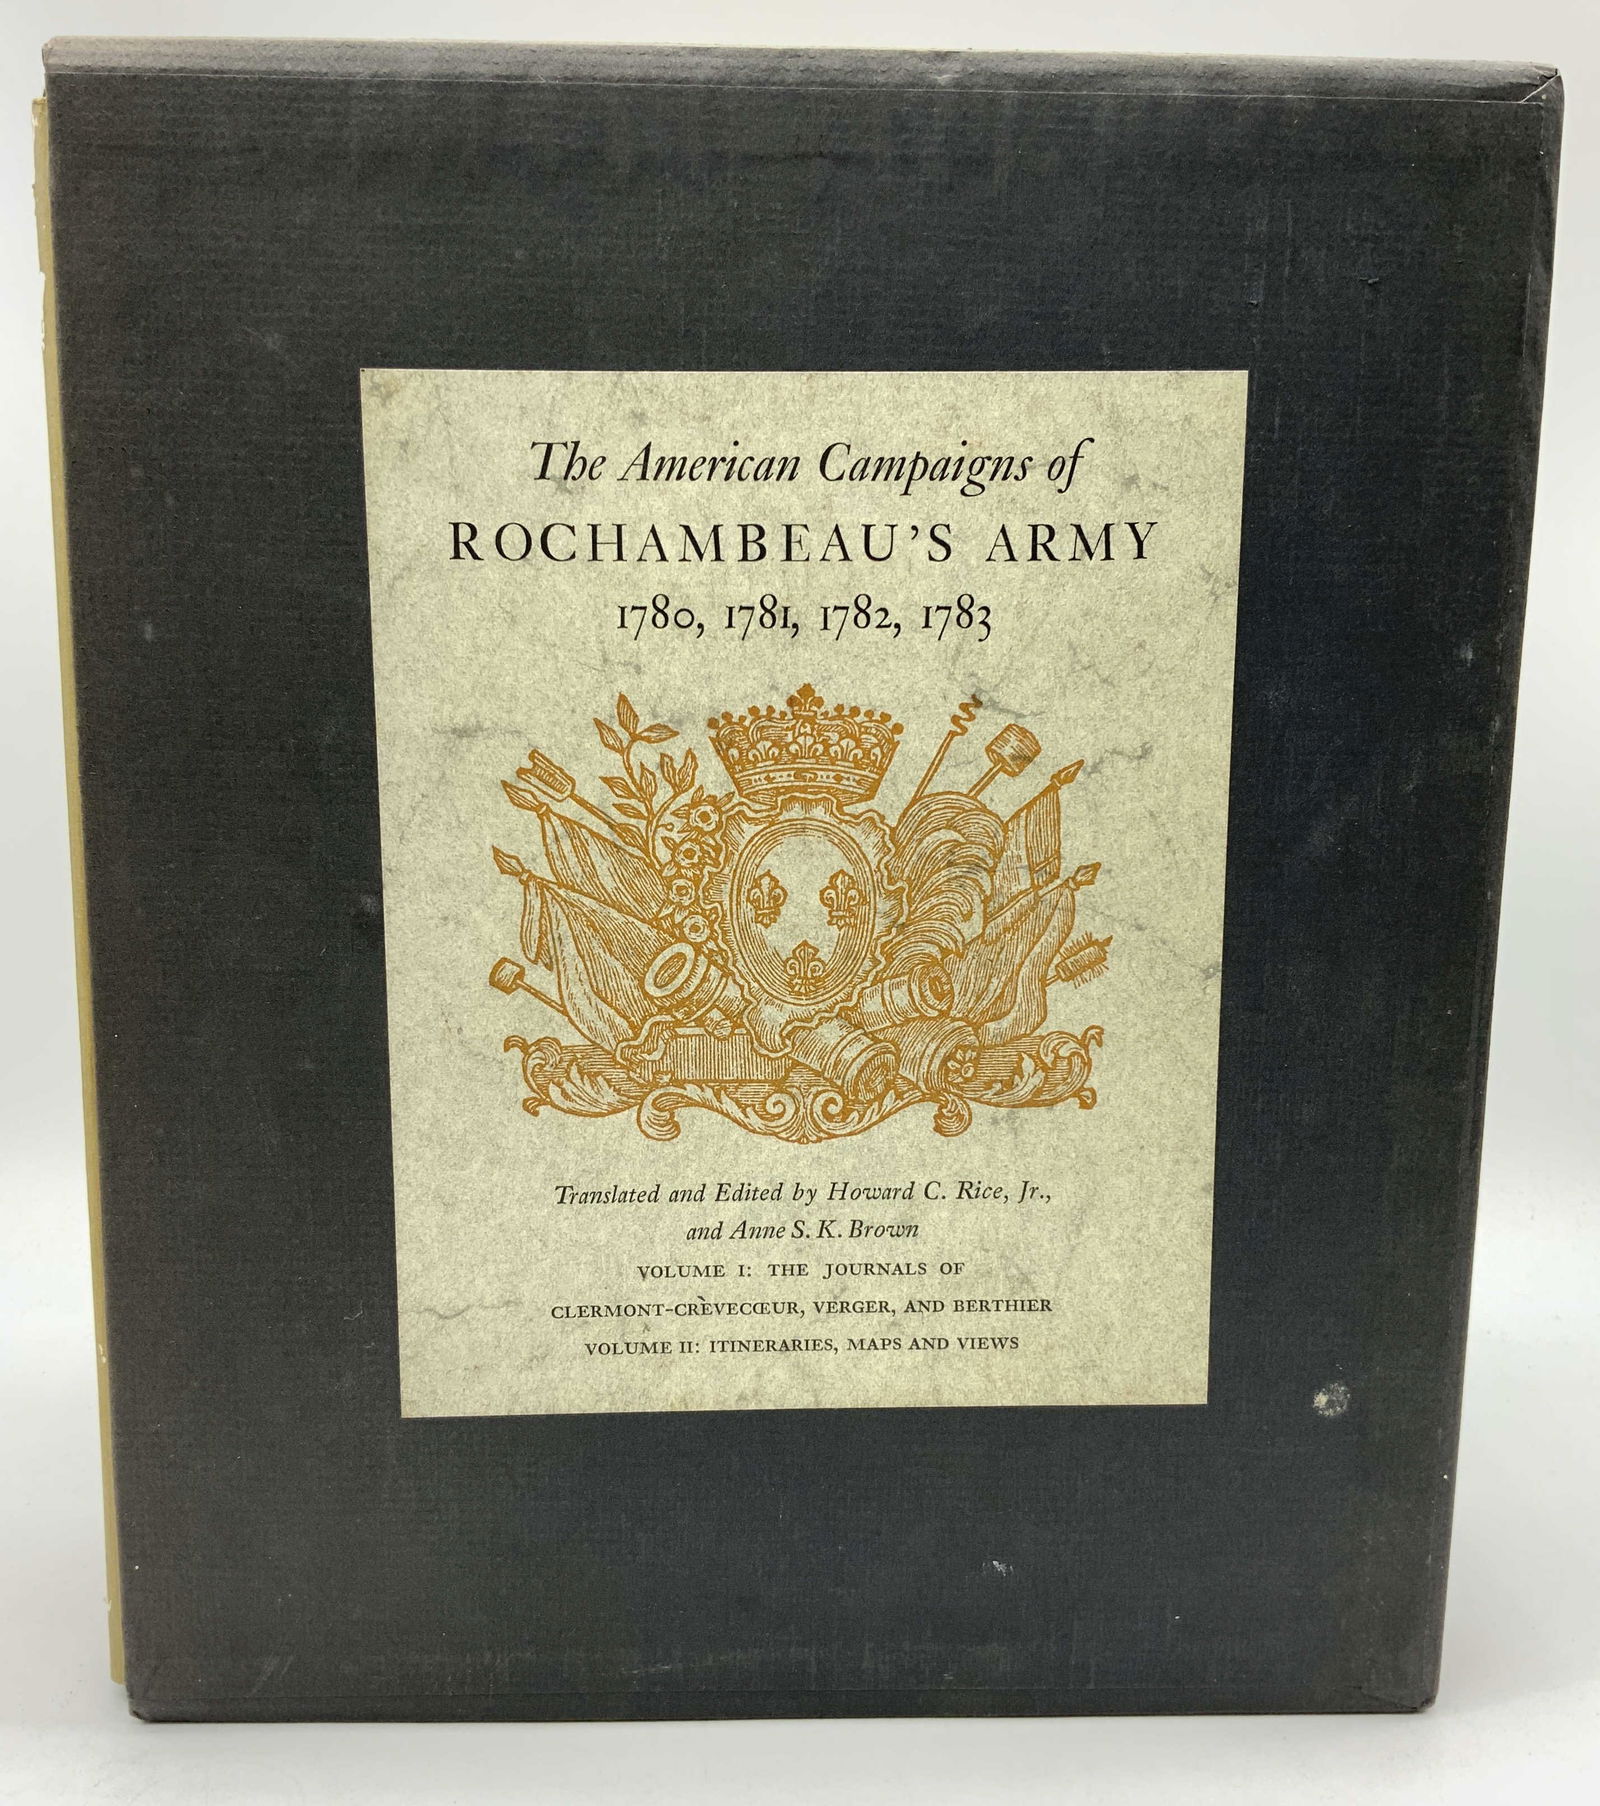 The American Campaigns of
ROCHAMBEAU'S ARMY
1780, 1781, 1782, 1783
Translated and Edited by Howard C. Rice, Jr.,
and Anne S. K. Brown
VOLUME I: THE JOURNALS OF
CLERMONT-CRÈVECŒUR, VERGER, AND BERTHIER
VOLUME II: ITINERARIES, MAPS AND VIEWS